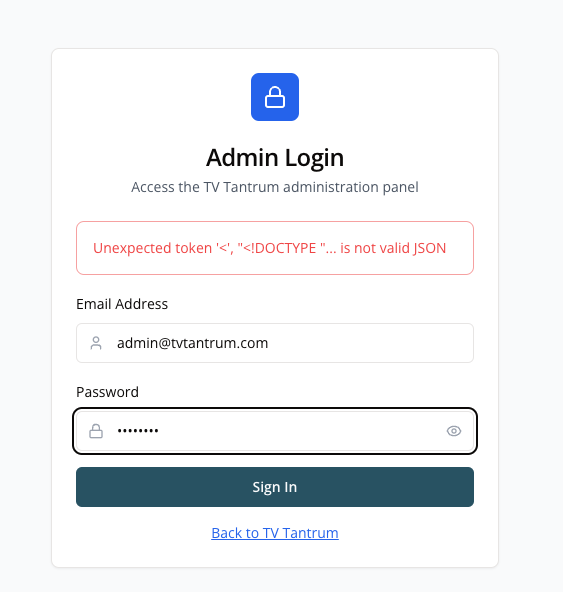 Admin Login
Access the TV Tantrum administration panel
Unexpected token '<', "<!DOCTYPE "... is not valid JSON
Email Address
admin@tvtantrum.com
Password
••••••••
Sign In
Back to TV Tantrum